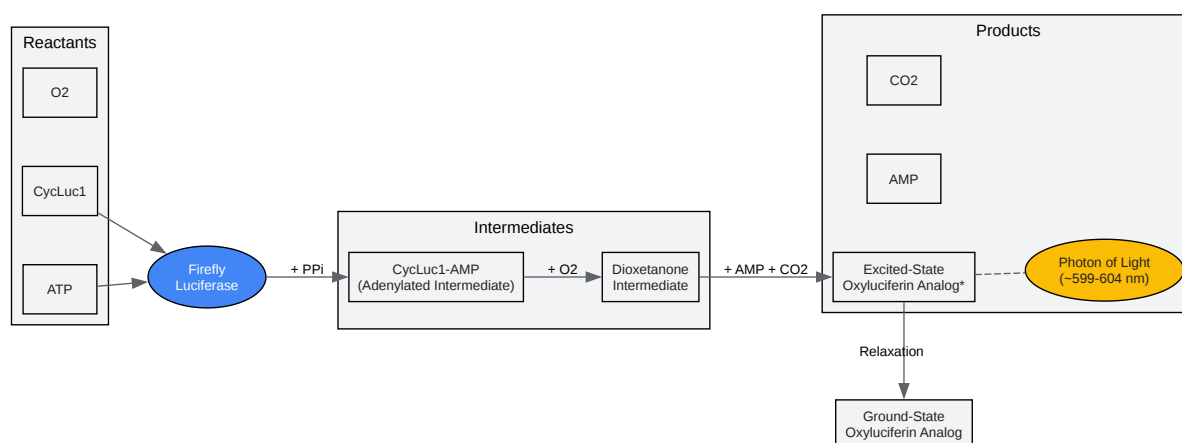 Reactants
O2
CycLuc1
ATP
Firefly
Luciferase
+ PPi
Intermediates
CycLuc1-AMP
(Adenylated Intermediate)
+ O2
Dioxetanone
Intermediate
+ AMP + CO2
Products
CO2
AMP
Excited-State
Oxyluciferin Analog*
Photon of Light
(~599-604 nm)
Relaxation
Ground-State
Oxyluciferin Analog